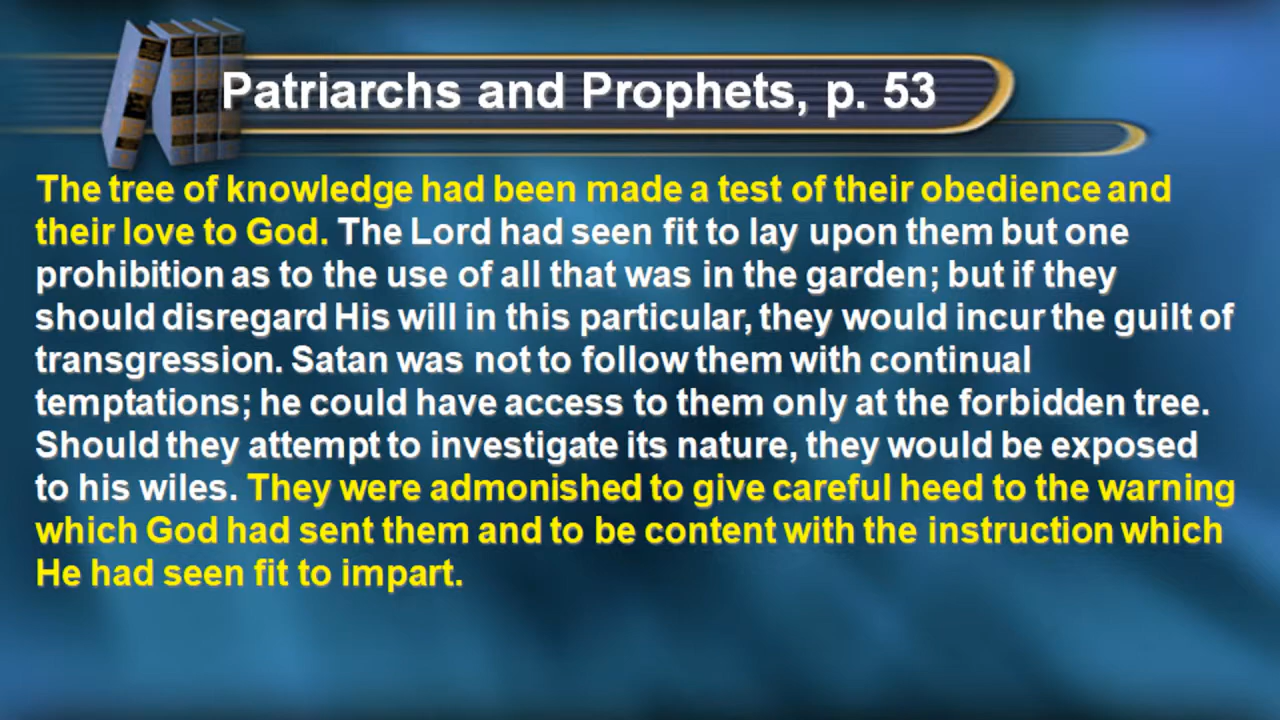 Patriarchs and Prophets, p. 53
The tree of knowledge had been made a test of their obedience and
their love to God. The Lord had seen fit to lay upon them but one
prohibition as to the use of all that was in the garden; but if they
should disregard His will in this particular, they would incur the guilt of
transgression. Satan was not to follow them with continual
temptations; he could have access to them only at the forbidden tree.
Should they attempt to investigate its nature, they would be exposed
to his wiles. They were admonished to give careful heed to the warning
which God had sent them and to be content with the instruction which
He had seen fit to impart.